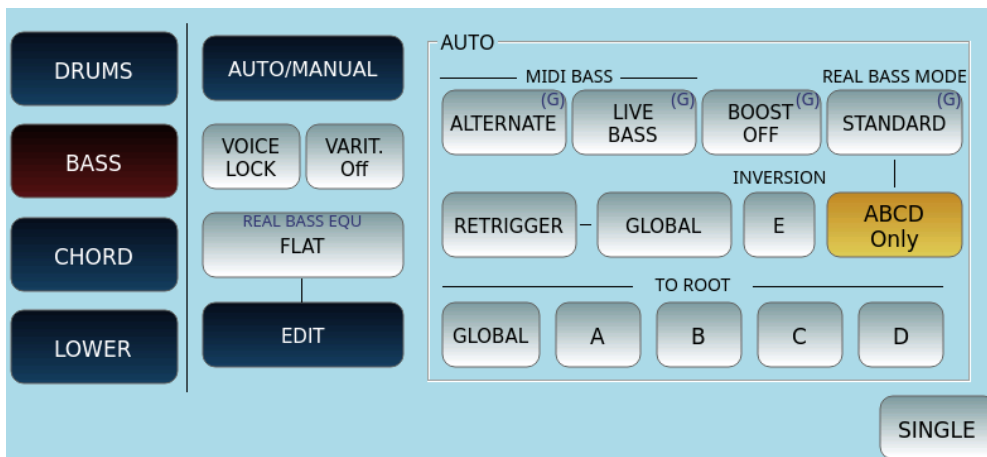 DRUMS
BASS
CHORD
LOWER
AUTO/MANUAL
VOICE
LOCK
VARIT.
Off
REAL BASS EQU
FLAT
EDIT
AUTO
MIDI BASS
REAL BASS MODE
(G)
ALTERNATE
(G)
LIVE
BASS
(G)
BOOST
OFF
(G)
STANDARD
INVERSION
RETRIGGER
GLOBAL
E
ABCD
Only
TO ROOT
GLOBAL
A
B
C
D
SINGLE